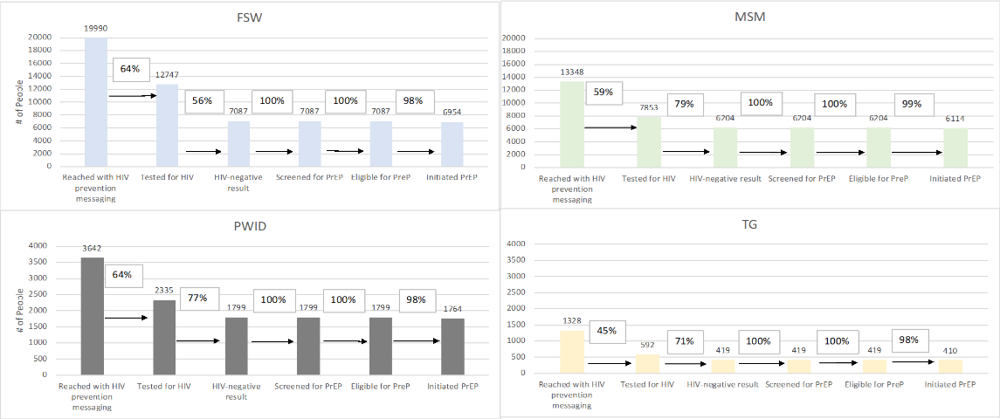 FSW
# of People
20000
18000
16000
14000
12000
10000
8000
6000
4000
2000
0
19990
64%
12747
56%
7087
100%
7087
100%
7087
98%
6954
Reached with HIV
prevention
messaging
Tested for HIV
HIV-negative
result
Screened for PrEP
Eligible for PreP
Initiated PrEP
MSM
20000
18000
16000
14000
12000
10000
8000
6000
4000
2000
0
13348
59%
7853
79%
6204
100%
6204
100%
6204
99%
6114
Reached with HIV
prevention
messaging
Tested for HIV
HIV-negative result
Screened for PrEP
Eligible for PreP
Initiated PrEP
PWID
# of People
4000
3500
3000
2500
2000
1500
1000
500
0
3642
64%
2335
77%
1799
100%
1799
100%
1799
98%
1764
Reached with HIV
prevention
messaging
Tested for HIV
HIV-negative
result
Screened for PrEP
Eligible for PreP
Initiated PrEP
TG
4000
3500
3000
2500
2000
1500
1000
500
0
1328
45%
592
71%
419
100%
419
100%
419
98%
410
Reached with HIV
prevention
messaging
Tested for HIV
HIV-negative result
Screened for PrEP
Eligible for PreP
Initiated PrEP